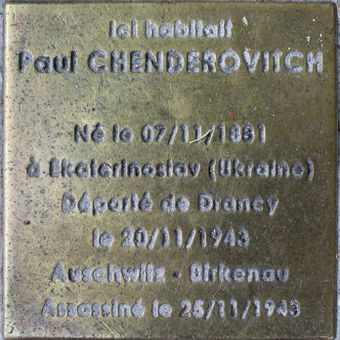 Ici habitait
Paul CHENDEROVITCH
Né le 07/11/1881
à Ekaterinoslav (Ukraine)
Déporté de Drancy
le 20/11/1943
Auschwitz - Birkenau
Assassiné le 25/11/1943